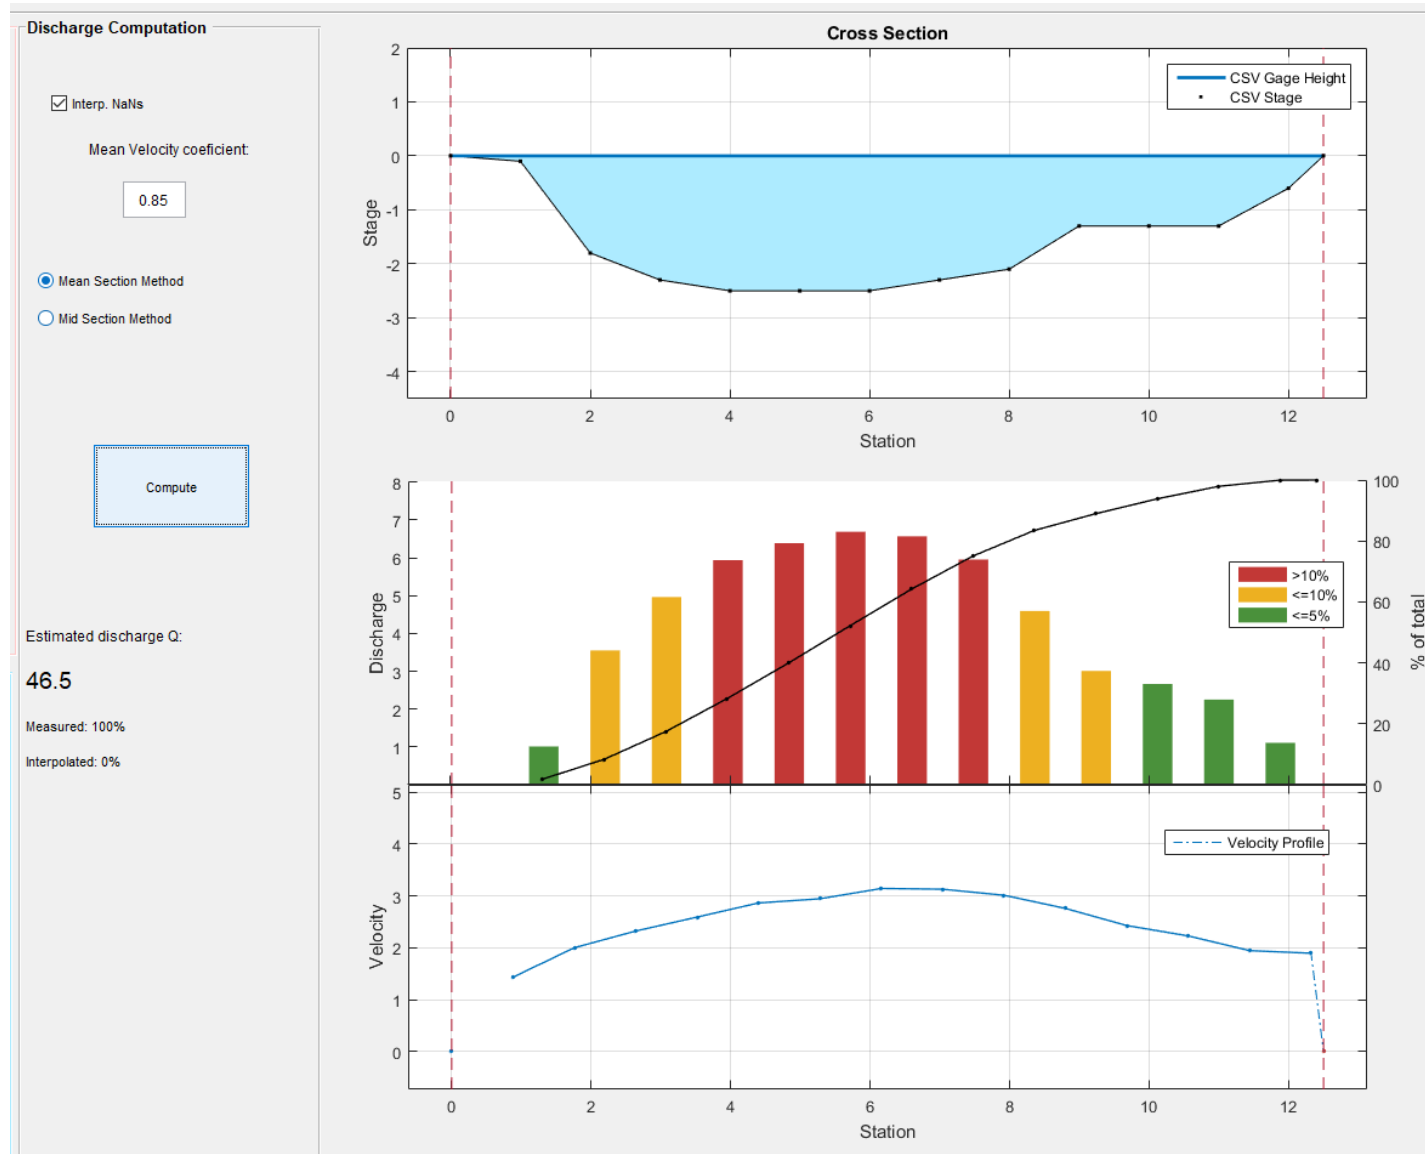 Discharge Computation
Interp. NaNs
Mean Velocity coeficient:
0.85
Mean Section Method
Mid Section Method
Compute
Estimated discharge Q:
46.5
Measured: 100%
Interpolated: 0%
Cross Section
CSV Gage Height
CSV Stage
Stage
2
1
0
-1
-2
-3
-4
0 2 4 6 8 10 12
Station
Discharge
8
7
6
5
4
3
2
1
>10%
<=10%
<=5%
100
80
60
40
20
0
% of total
Velocity Profile
Velocity
5
4
3
2
1
0
0 2 4 6 8 10 12
Station